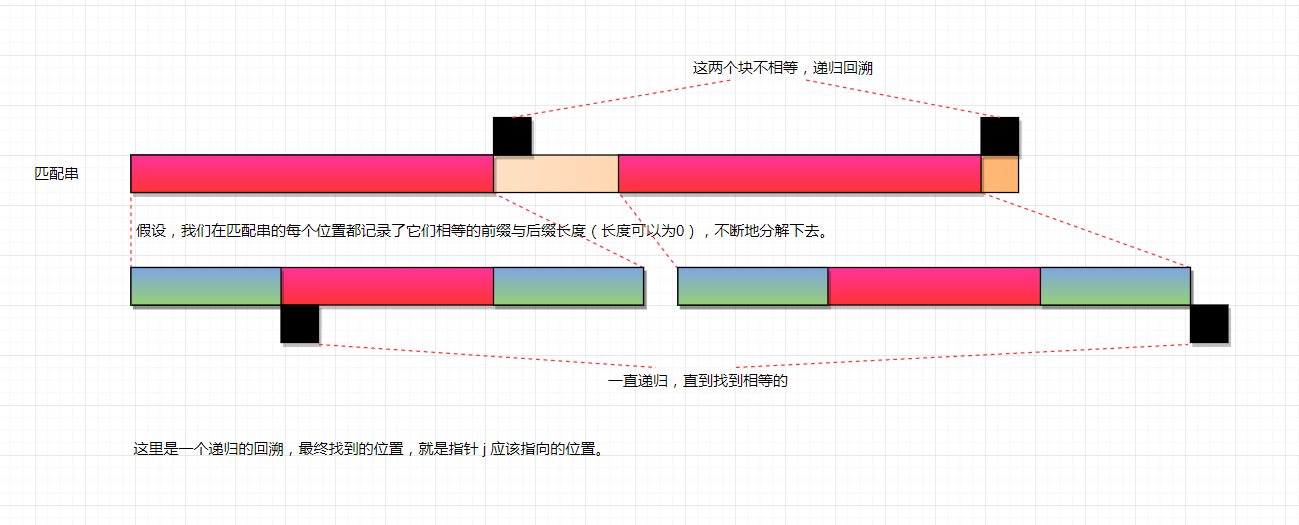 这两个块不相等，递归回溯
匹配串
假设，我们在匹配串的每个位置都记录了它们相等的前缀与后缀长度（长度可以为0），不断地分解下去。
一直递归，直到找到相等的
这里是一个递归的回溯，最终找到的位置，就是指针 j 应该指向的位置。